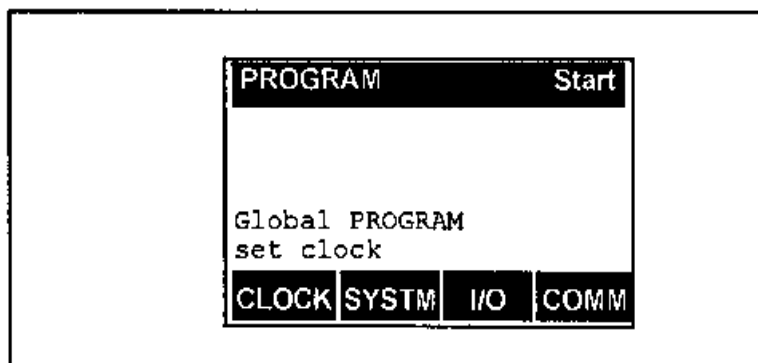 PROGRAM Start
Global PROGRAM
set clock
CLOCK SYSTM I/O COMM